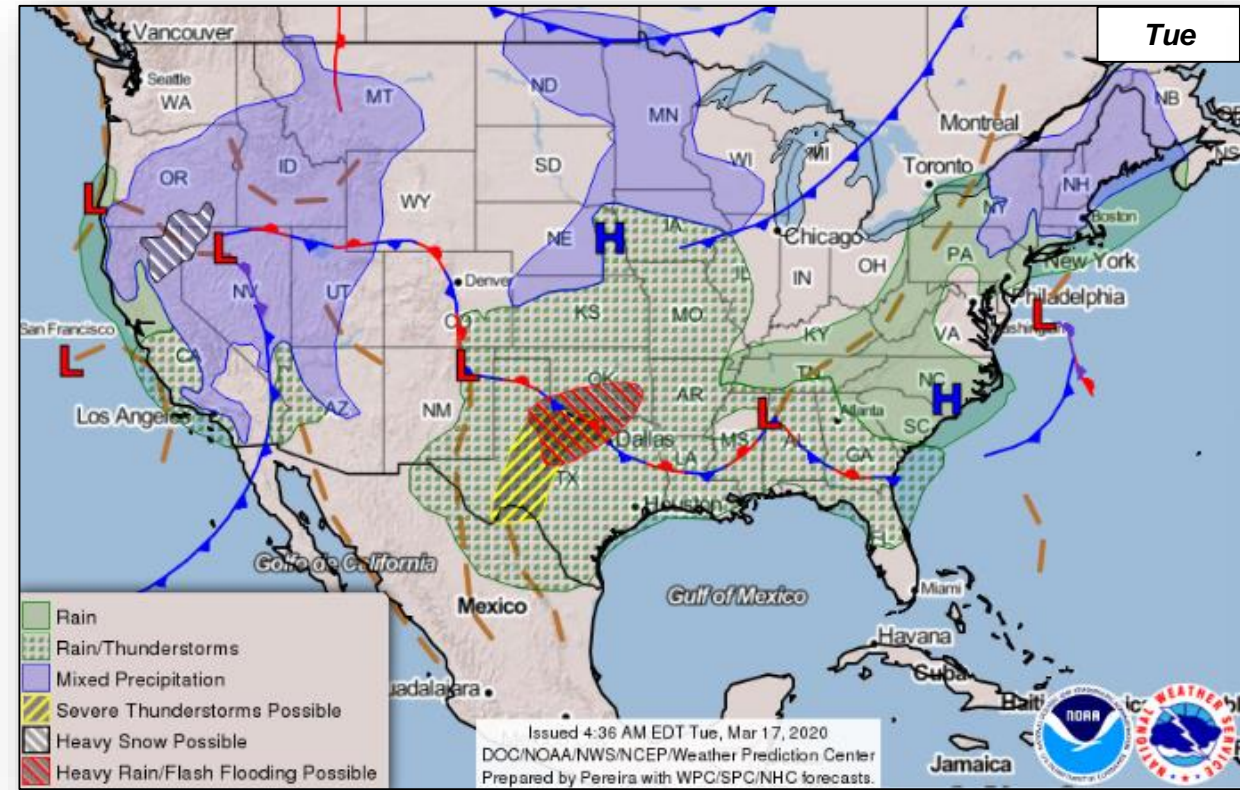 Tue
Vancouver
Seattle
WA
MT
ND
MN
Montreal
NB
NS
OR
ID
SD
WI
MI
Toronto
NH
NY
Boston
WY
NE
IA
Chicago
PA
New York
H
L
L
NV
UT
Denver
IL
IN
OH
Philadelphia
Washington
L
San Francisco
CA
CO
KS
MO
KY
VA
L
L
AZ
NM
OK
AR
TN
NC
H
Los Angeles
Dallas
MS
L
AL
Atlanta
SC
GA
TX
LA
Houston
FL
Golfo de California
Mexico
Gulf of Mexico
Miami
Havana
Cuba
uadalajara
Haiti
Jamaica
Rain
Rain/Thunderstorms
Mixed Precipitation
Severe Thunderstorms Possible
Heavy Snow Possible
Heavy Rain/Flash Flooding Possible
Issued 4:36 AM EDT Tue, Mar 17, 2020
DOC/NOAA/NWS/NCEP/Weather Prediction Center
Prepared by Pereira with WPC/SPC/NHC forecasts.
NOAA
NATIONAL WEATHER SERVICE